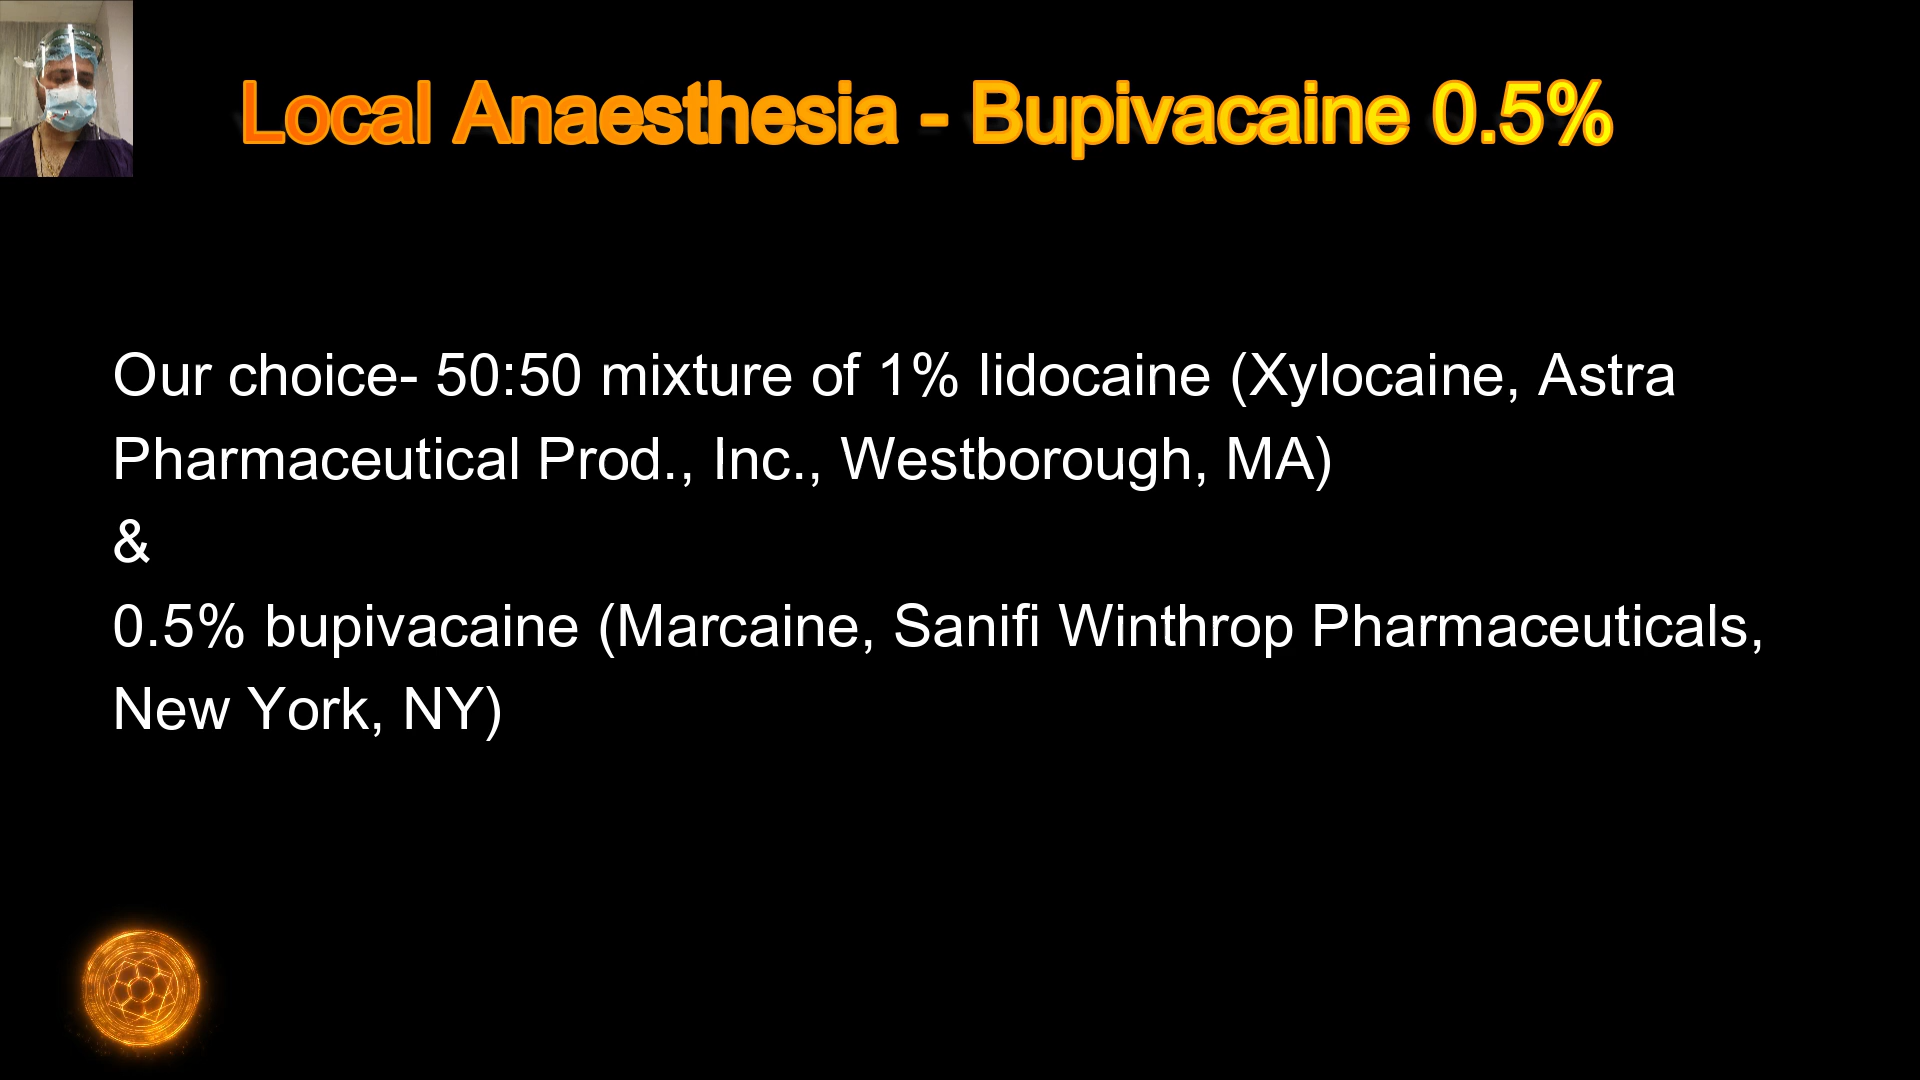 Local Anaesthesia - Bupivacaine 0.5%
Our choice- 50:50 mixture of 1% lidocaine (Xylocaine, Astra
Pharmaceutical Prod., Inc., Westborough, MA)
&
0.5% bupivacaine (Marcaine, Sanifi Winthrop Pharmaceuticals,
New York, NY)